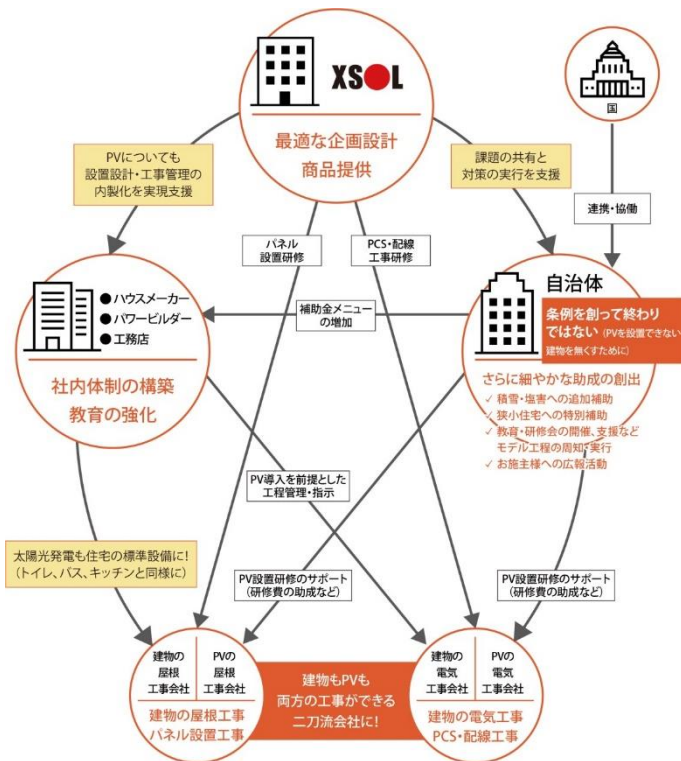 XSOL
最適な企画設計
商品提供
国
PVについても
設置設計・工事管理の
内製化を実現支援
課題の共有と
対策の実行を支援
連携・協働
パネル
設置研修
PCS・配線
工事研修
●ハウスメーカー
●パワービルダー
●工務店
社内体制の構築
教育の強化
補助金メニュー
の増加
自治体
条例を創って終わり
ではない (PVを設置できない
建物を無くすために)
さらに細やかな助成の創出
✓ 積雪・塩害への追加補助
✓ 狭小住宅への特別補助
✓ 教育・研修会の開催、支援など
モデル工程の周知・実行
✓ お施主様への広報活動
PV導入を前提とした
工程管理・指示
太陽光発電も住宅の標準設備に!
(トイレ、バス、キッチンと同様に)
PV設置研修のサポート
(研修費の助成など)
PV設置研修のサポート
(研修費の助成など)
建物の
屋根
工事会社
PVの
屋根
工事会社
建物の屋根工事
パネル設置工事
建物もPVも
両方の工事ができる
二刀流会社に!
建物の
電気
工事会社
PVの
電気
工事会社
建物の電気工事
PCS・配線工事